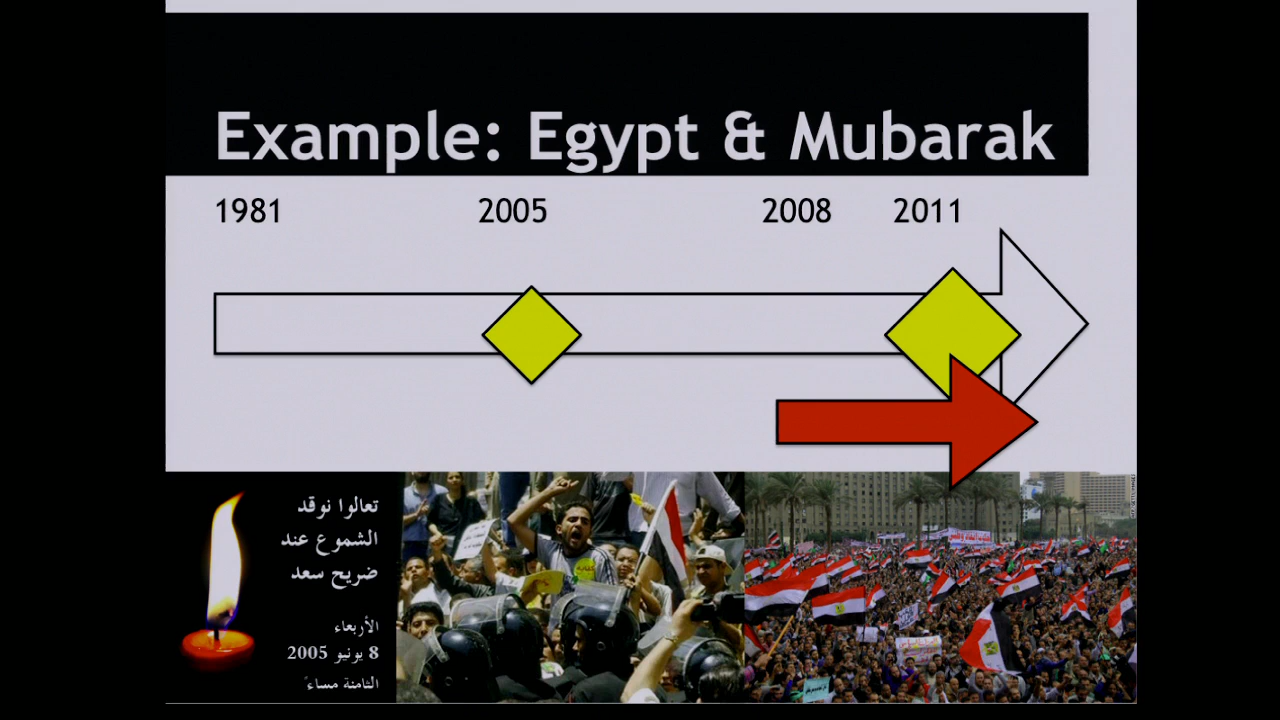 Example: Egypt & Mubarak
1981 2005 2008 2011
تعالوا نوقد
الشموع عند
ضريح سعد
الأربعاء
8 يونيو 2005
الثامنة مساءً
كفاية